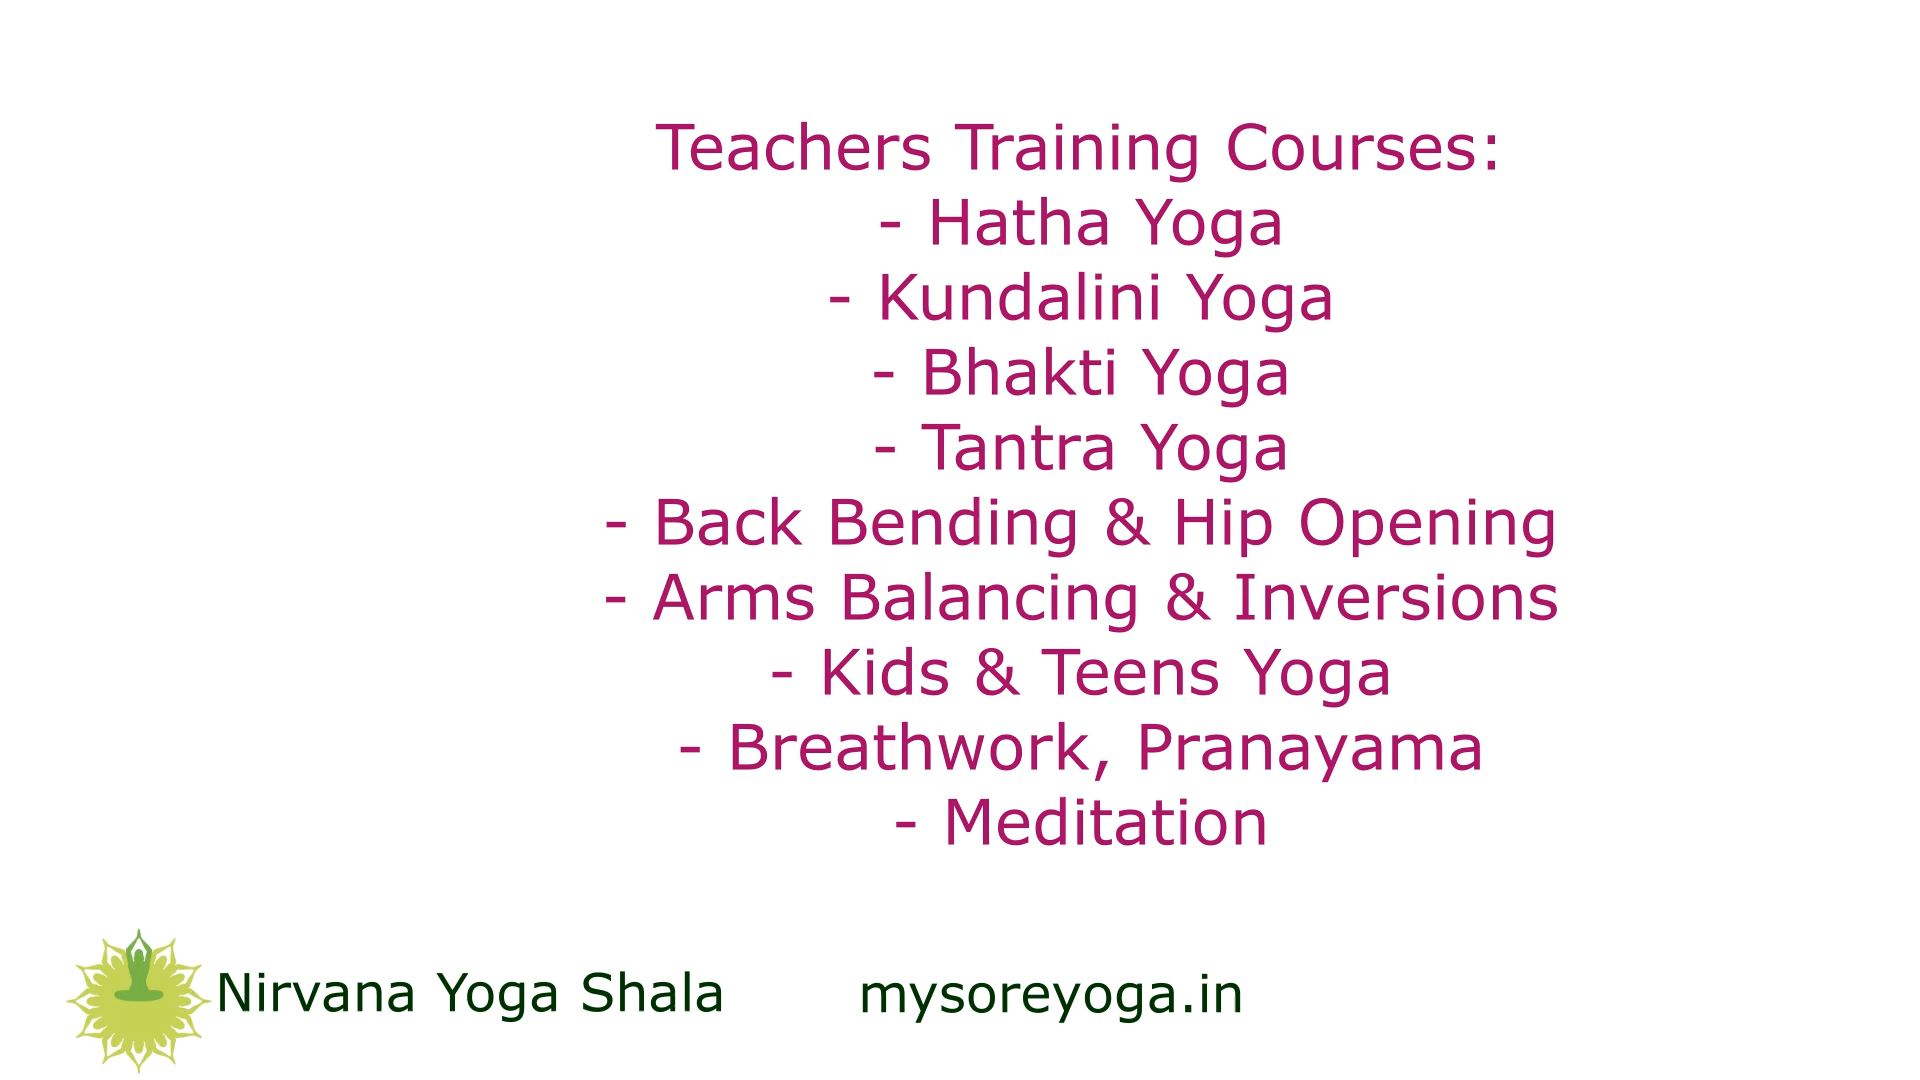 Teachers Training Courses:
- Hatha Yoga
- Kundalini Yoga
- Bhakti Yoga
- Tantra Yoga
- Back Bending & Hip Opening
- Arms Balancing & Inversions
- Kids & Teens Yoga
- Breathwork, Pranayama
- Meditation
Nirvana Yoga Shala
mysoreyoga.in